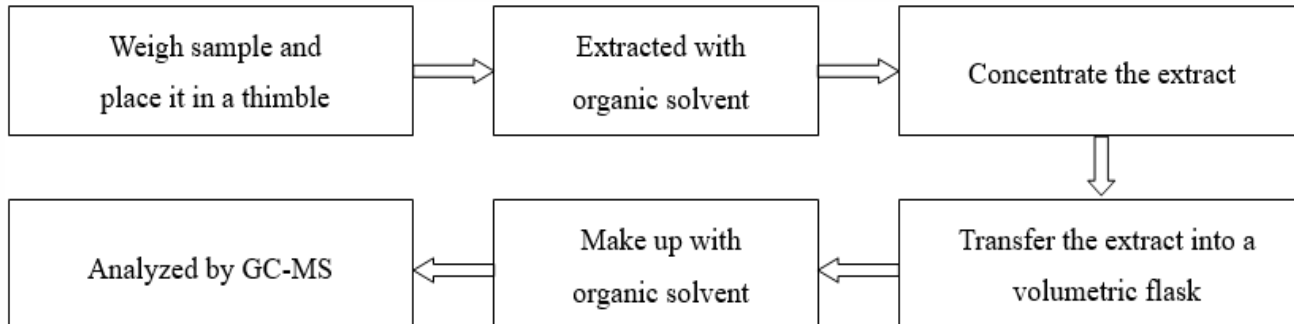 Weigh sample and
place it in a thimble
Extracted with
organic solvent
Concentrate the extract
Transfer the extract into a
volumetric flask
Make up with
organic solvent
Analyzed by GC-MS